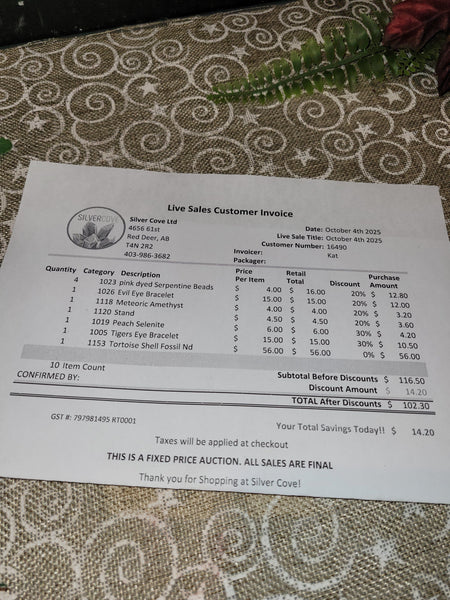 SILVERCOVE
Live Sales Customer Invoice
Silver Cove Ltd
4656 61st
Red Deer, AB
T4N 2R2
403-986-3682
Date: October 4th 2025
Live Sale Title: October 4th 2025
Customer Number: 16490
Invoicer: Kat
Packager:
Quantity Category Description Price Per Item Retail Total Discount Purchase Amount
4 1023 pink dyed Serpentine Beads $ 4.00 $ 16.00 20% $ 12.80
1 1026 Evil Eye Bracelet $ 15.00 $ 15.00 20% $ 12.00
1 1118 Meteoric Amethyst $ 4.00 $ 4.00 20% $ 3.20
1 1120 Stand $ 4.50 $ 4.50 20% $ 3.60
1 1019 Peach Selenite $ 6.00 $ 6.00 30% $ 4.20
1 1005 Tigers Eye Bracelet $ 15.00 $ 15.00 30% $ 10.50
1 1153 Tortoise Shell Fossil Nd $ 56.00 $ 56.00 0% $ 56.00
10 Item Count
Subtotal Before Discounts $ 116.50
CONFIRMED BY:
Discount Amount $ 14.20
TOTAL After Discounts $ 102.30
GST #: 797981495 RT0001
Your Total Savings Today!! $ 14.20
Taxes will be applied at checkout
THIS IS A FIXED PRICE AUCTION. ALL SALES ARE FINAL
Thank you for Shopping at Silver Cove!